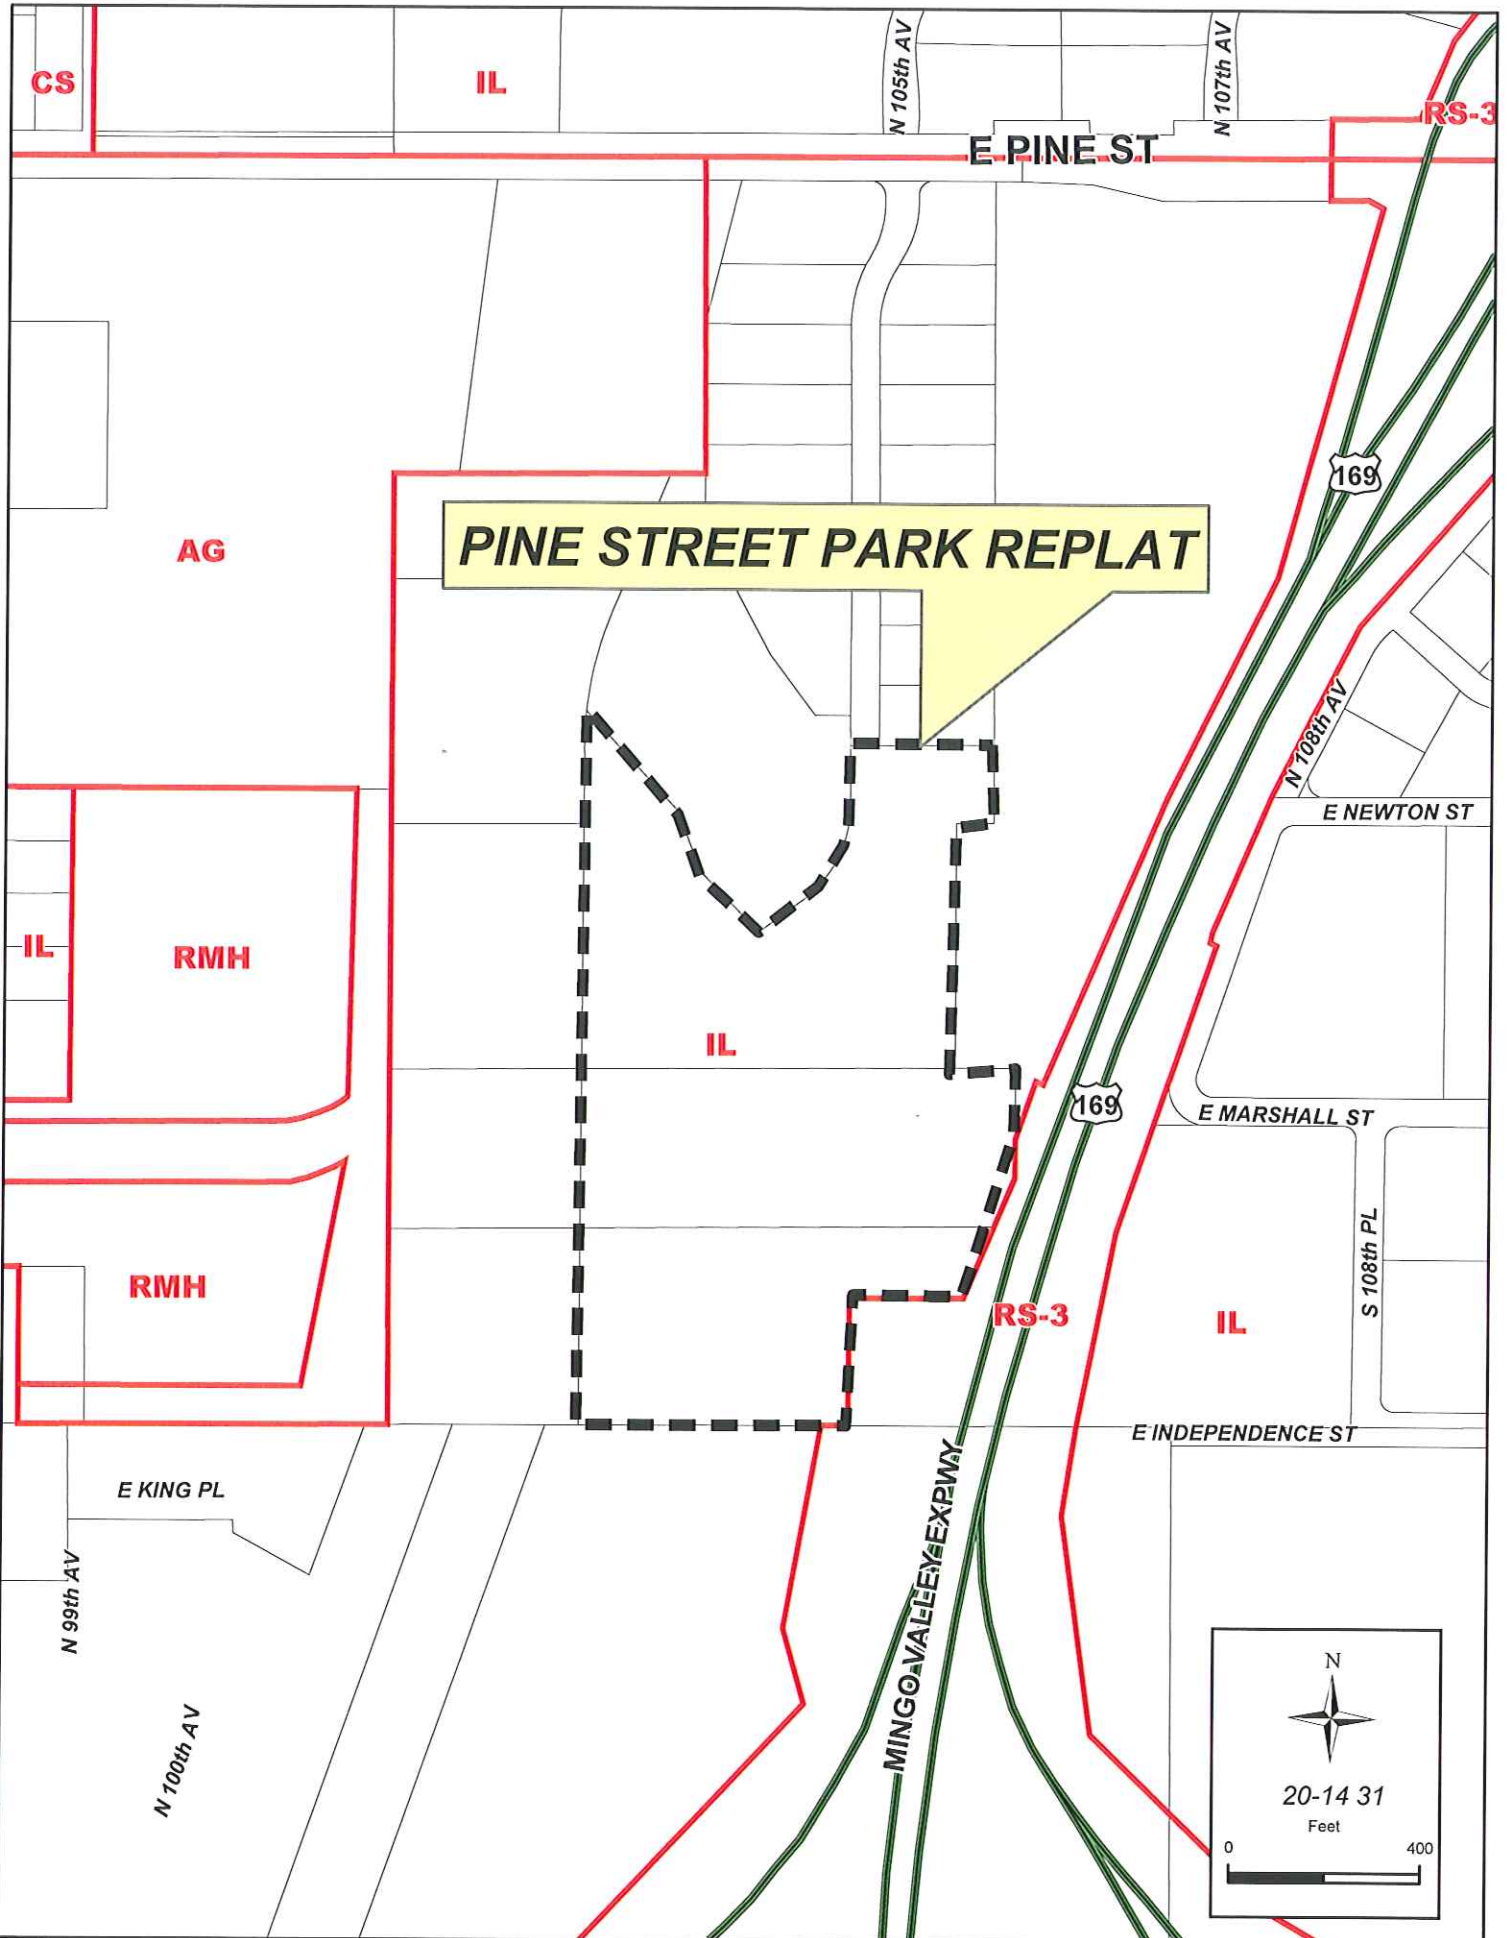 CS
IL
N 105th AV
N 107th AV
RS-3
E PINE ST
169
PINE STREET PARK REPLAT
AG
N 108th AV
E NEWTON ST
IL
RMH
IL
169
E MARSHALL ST
RMH
S 108th PL
RS-3
IL
E INDEPENDENCE ST
E KING PL
MINGO VALLEY EXPWY
N 99th AV
N 100th AV
N
20-14 31
Feet
0 400